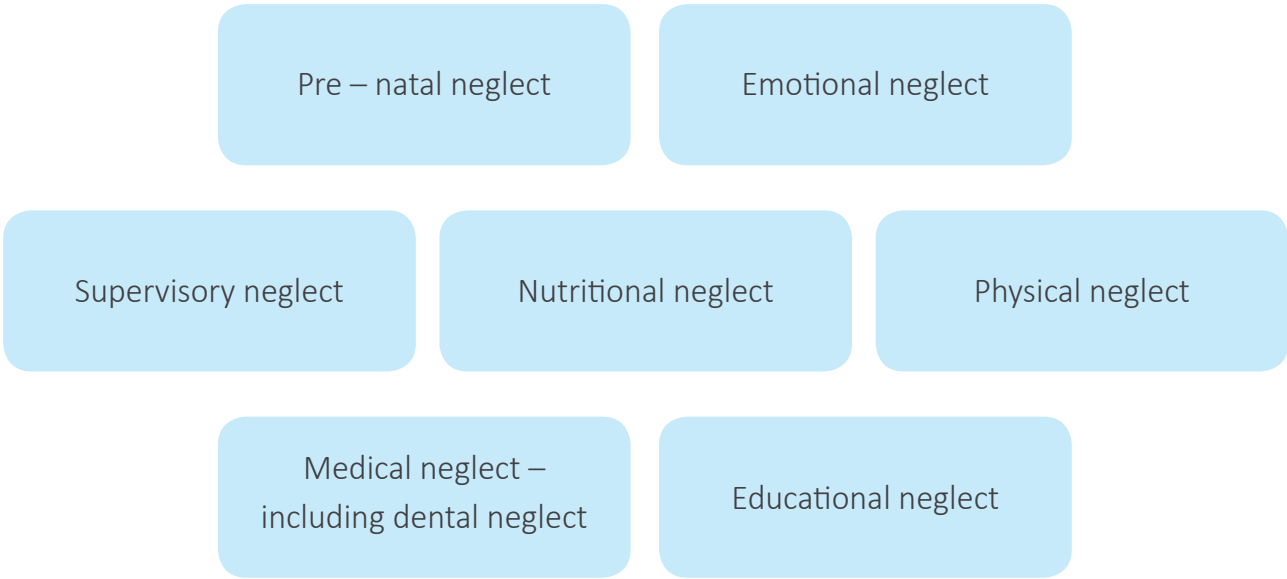 Pre – natal neglect
Emotional neglect
Supervisory neglect
Nutritional neglect
Physical neglect
Medical neglect –
including dental neglect
Educational neglect